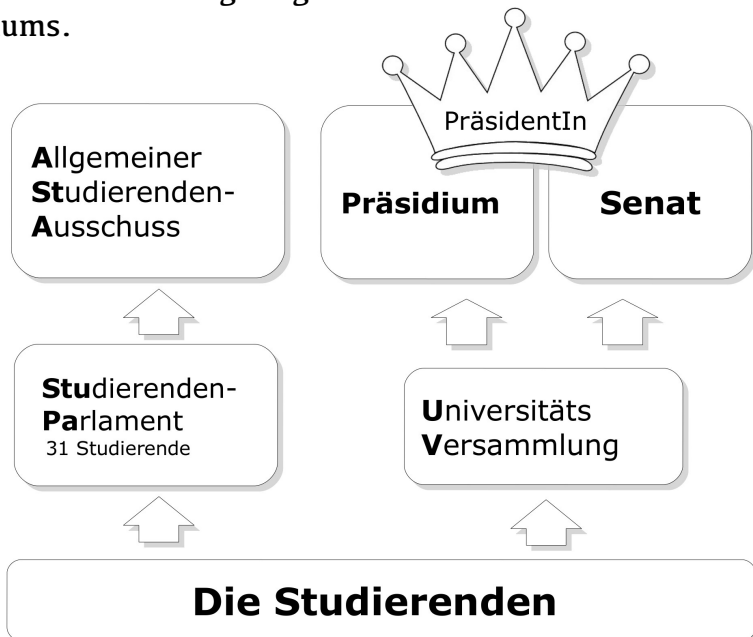 ums.
PräsidentIn
Allgemeiner
Studierenden-
Ausschuss
Präsidium
Senat
Studierenden-
Parlament
31 Studierende
Universitäts
Versammlung
Die Studierenden